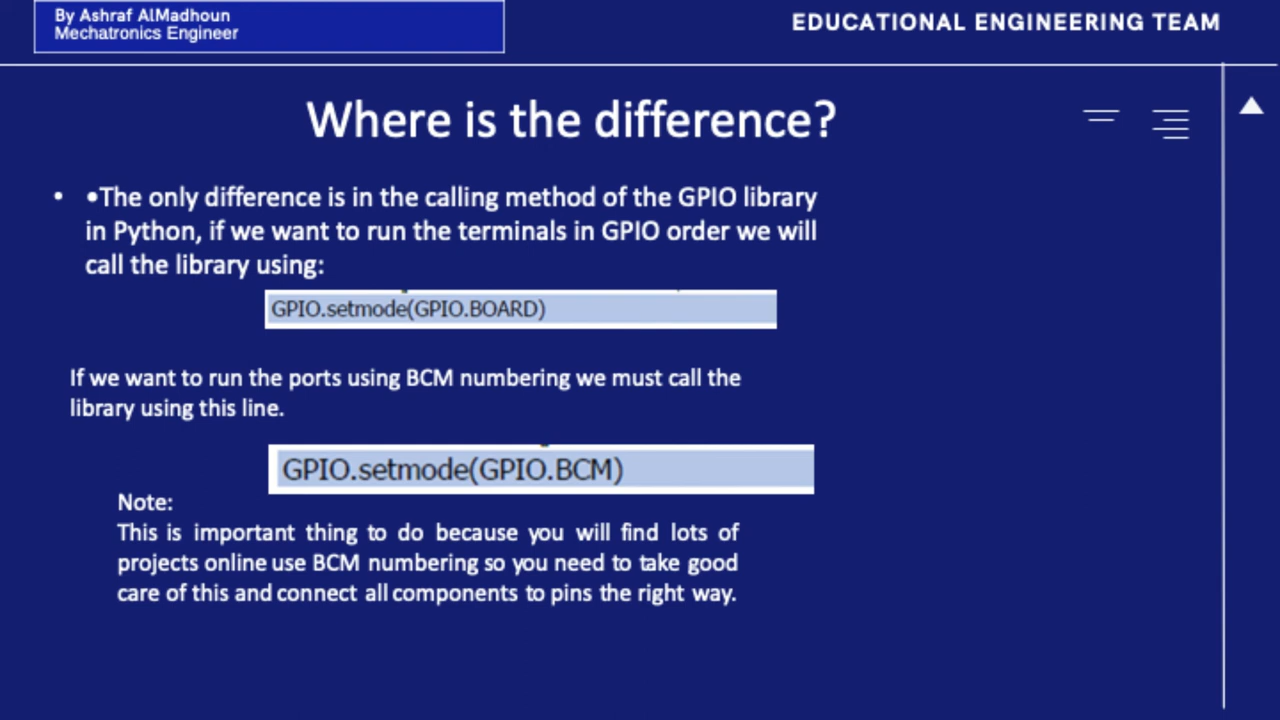 By Ashraf AlMadhoun
Mechatronics Engineer
EDUCATIONAL ENGINEERING TEAM
Where is the difference?
• •The only difference is in the calling method of the GPIO library
in Python, if we want to run the terminals in GPIO order we will
call the library using:
GPIO.setmode(GPIO.BOARD)
If we want to run the ports using BCM numbering we must call the
library using this line.
GPIO.setmode(GPIO.BCM)
Note:
This is important thing to do because you will find lots of
projects online use BCM numbering so you need to take good
care of this and connect all components to pins the right way.